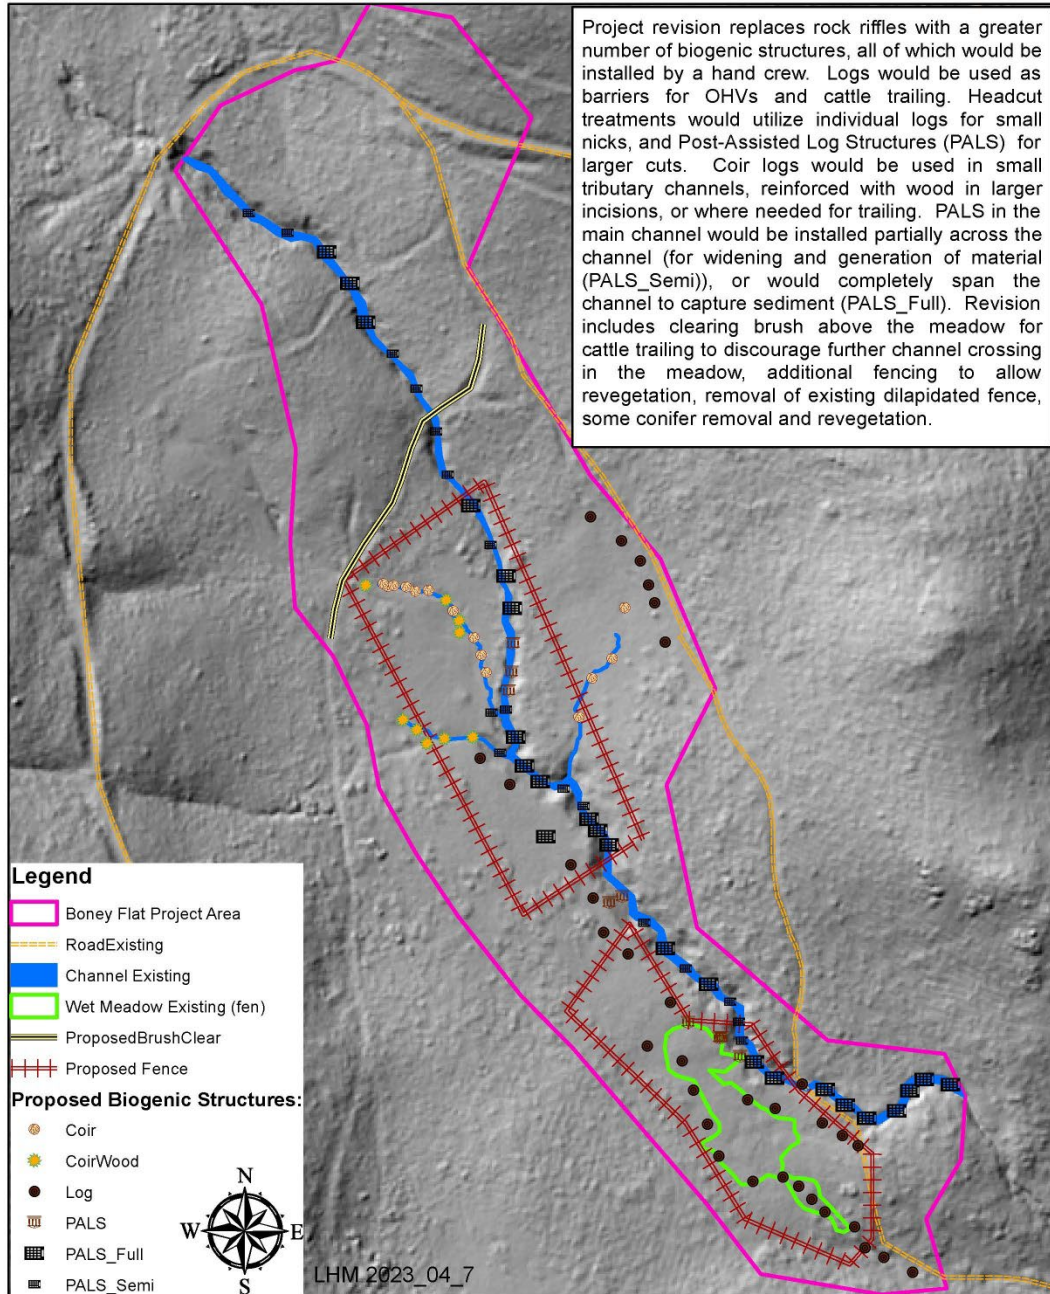 Project revision replaces rock riffles with a greater
number of biogenic structures, all of which would be
installed by a hand crew. Logs would be used as
barriers for OHVs and cattle trailing. Headcut
treatments would utilize individual logs for small
nicks, and Post-Assisted Log Structures (PALS) for
larger cuts. Coir logs would be used in small
tributary channels, reinforced with wood in larger
incisions, or where needed for trailing. PALS in the
main channel would be installed partially across the
channel (for widening and generation of material
(PALS_Semi)), or would completely span the
channel to capture sediment (PALS_Full). Revision
includes clearing brush above the meadow for
cattle trailing to discourage further channel crossing
in the meadow, additional fencing to allow
revegetation, removal of existing dilapidated fence,
some conifer removal and revegetation.
Legend
Boney Flat Project Area
RoadExisting
Channel Existing
Wet Meadow Existing (fen)
ProposedBrushClear
Proposed Fence
Proposed Biogenic Structures:
Coir
CoirWood
Log
PALS
PALS_Full
PALS_Semi
N
W E
S
LHM 2023_04_7